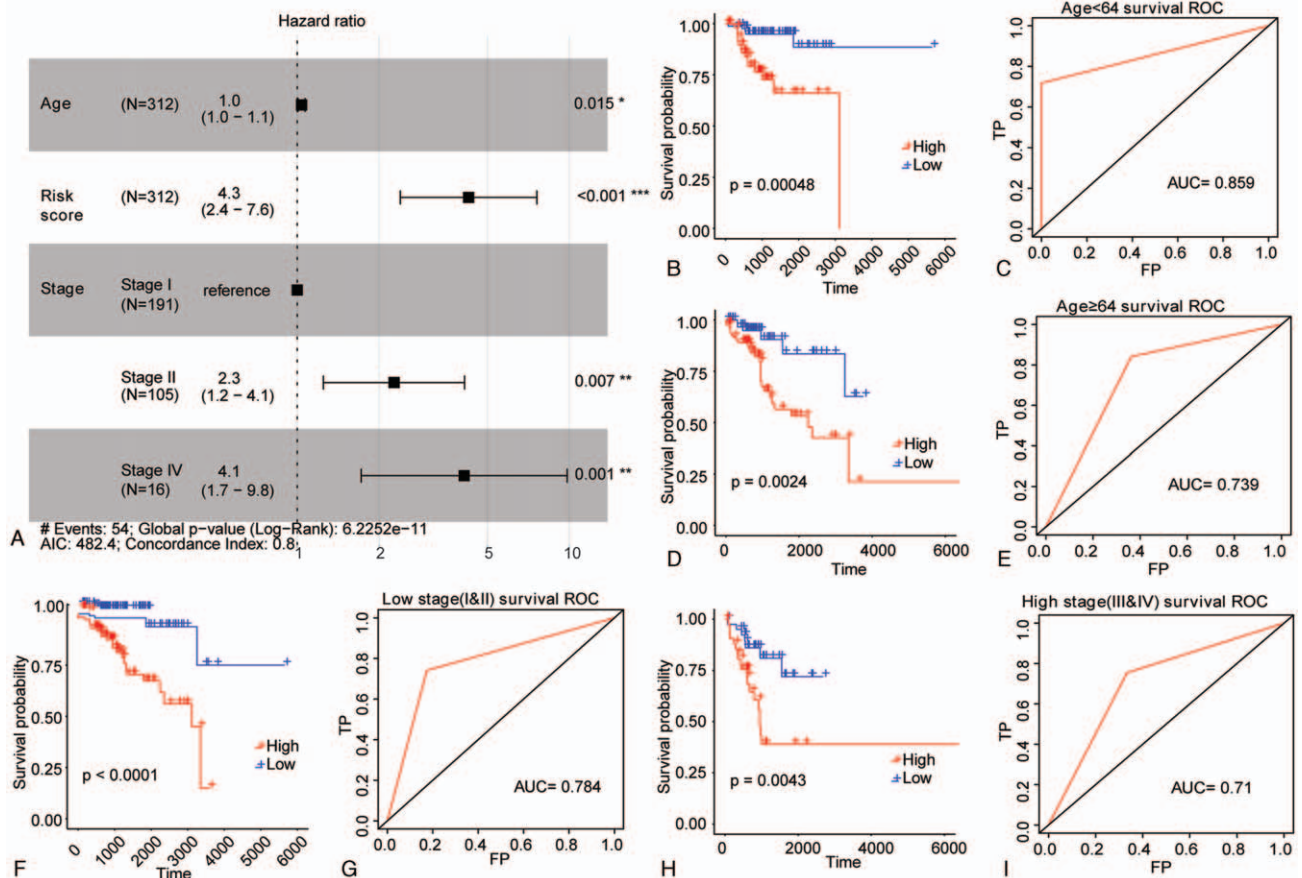 Hazard ratio
Age (N=312) 1.0 0.015 *
(1.0 − 1.1)
Risk score (N=312) 4.3 <0.001 ***
(2.4 − 7.6)
Stage Stage I (N=191) reference
Stage II (N=105) 2.3 0.007 **
(1.2 − 4.1)
Stage IV (N=16) 4.1 0.001 **
(1.7 − 9.8)
# Events: 54; Global p−value (Log−Rank): 6.2252e−11
AIC: 482.4; Concordance Index: 0.8
1 2 5 10
A
Survival probability
1.00
0.75
0.50
0.25
0.00
High
Low
p = 0.00048
0 1000 2000 3000 4000 5000 6000
Time
B
Age<64 survival ROC
TP
1.0
0.8
0.6
0.4
0.2
0.0
AUC= 0.859
0.0 0.2 0.4 0.6 0.8 1.0
FP
C
Survival probability
1.00
0.75
0.50
0.25
0.00
High
Low
p = 0.0024
0 2000 4000 6000
Time
D
Age≥64 survival ROC
TP
1.0
0.8
0.6
0.4
0.2
0.0
AUC= 0.739
0.0 0.2 0.4 0.6 0.8 1.0
FP
E
Survival probability
1.00
0.75
0.50
0.25
0.00
High
Low
p < 0.0001
0 1000 2000 3000 4000 5000 6000
Time
F
Low stage(I&II) survival ROC
TP
1.0
0.8
0.6
0.4
0.2
0.0
AUC= 0.784
0.0 0.2 0.4 0.6 0.8 1.0
FP
G
Survival probability
1.00
0.75
0.50
0.25
0.00
High
Low
p = 0.0043
0 2000 4000 6000
Time
H
High stage(III&IV) survival ROC
TP
1.0
0.8
0.6
0.4
0.2
0.0
AUC= 0.71
0.0 0.2 0.4 0.6 0.8 1.0
FP
I